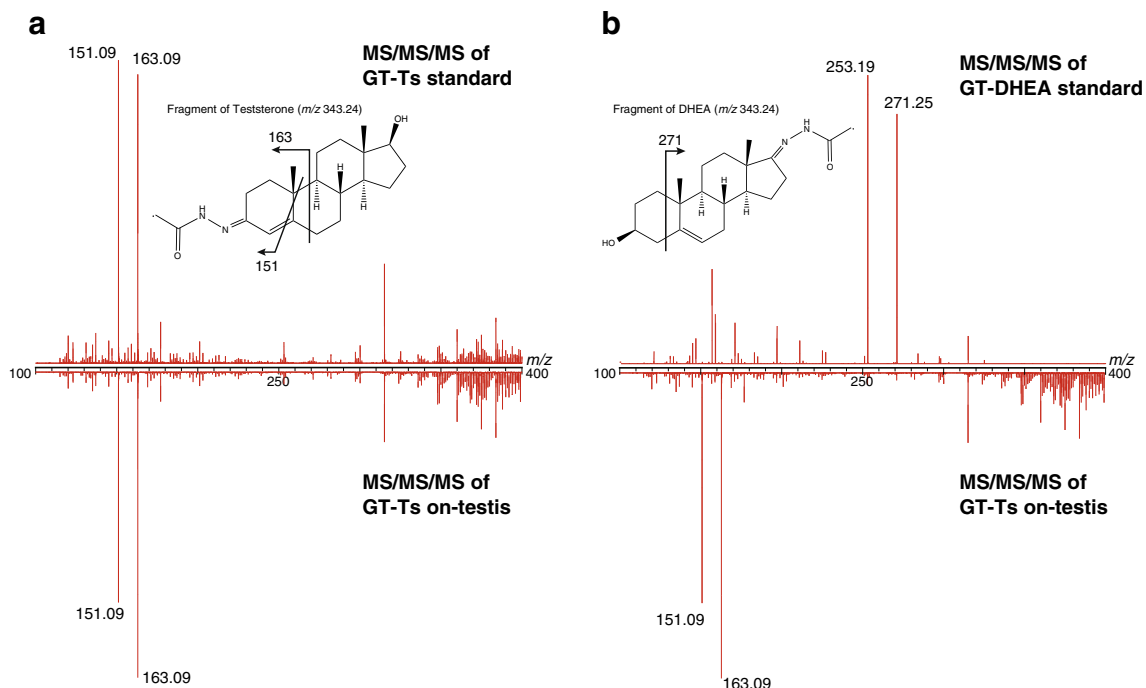 a
151.09
163.09
MS/MS/MS of
GT-Ts standard
Fragment of Teststerone (m/z 343.24)
163
OH
H
H
H
NH
N
O
151
m/z
100
250
400
MS/MS/MS of
GT-Ts on-testis
151.09
163.09
b
253.19
271.25
MS/MS/MS of
GT-DHEA standard
Fragment of DHEA (m/z 343.24)
271
NH
N
O
H
H
H
HO
m/z
100
250
400
MS/MS/MS of
GT-Ts on-testis
151.09
163.09